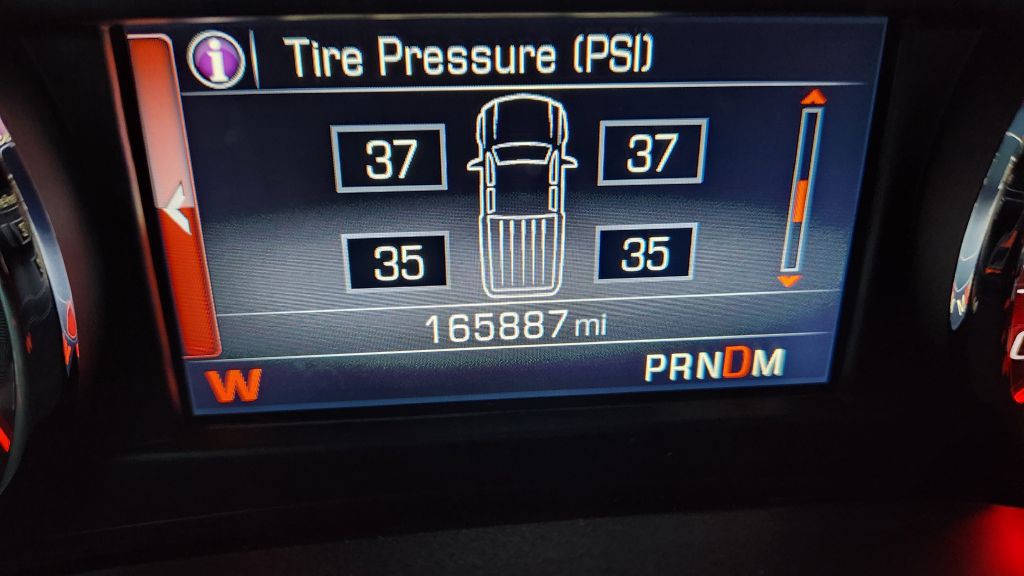 Tire Pressure (PSI)
37 37
35 35
165887 mi
W PRNDM